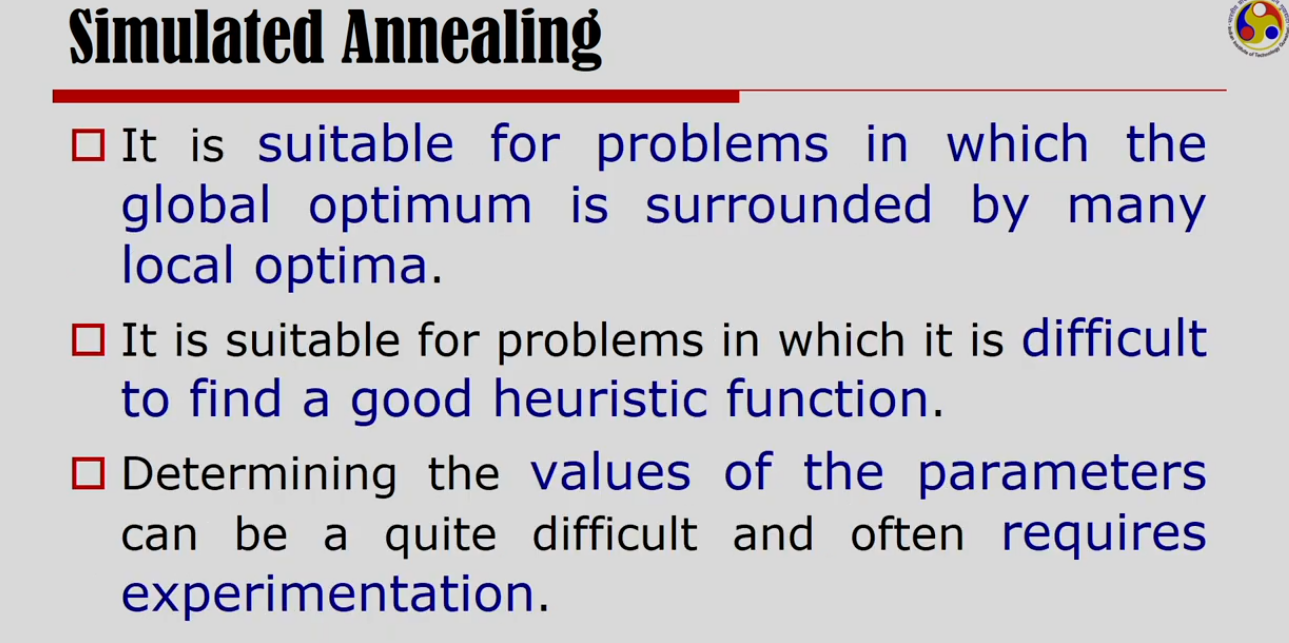 Simulated Annealing
It is suitable for problems in which the
global optimum is surrounded by many
local optima.
It is suitable for problems in which it is difficult
to find a good heuristic function.
Determining the values of the parameters
can be a quite difficult and often requires
experimentation.